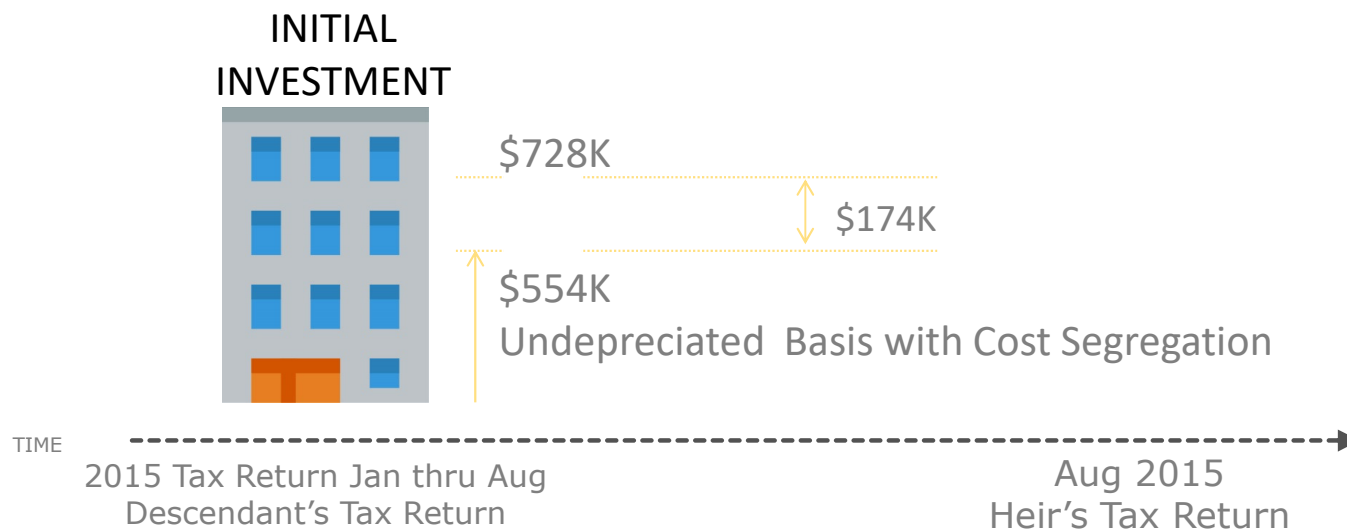 INITIAL
INVESTMENT
$728K
$174K
$554K
Undepreciated Basis with Cost Segregation
TIME
2015 Tax Return Jan thru Aug
Descendant's Tax Return
Aug 2015
Heir's Tax Return